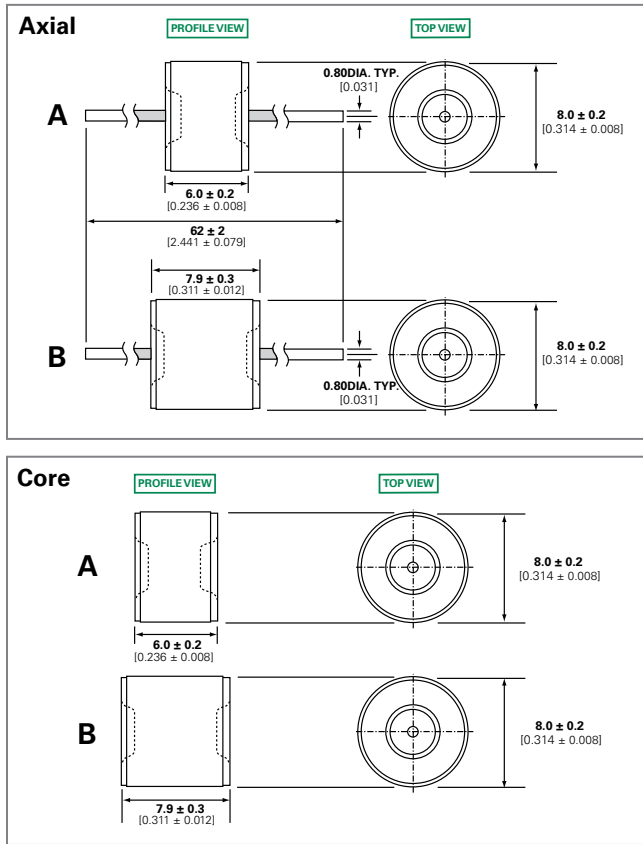 Axial
PROFILE VIEW
TOP VIEW
A
0.80DIA. TYP.
[0.031]
8.0 ± 0.2
[0.314 ± 0.008]
6.0 ± 0.2
[0.236 ± 0.008]
62 ± 2
[2.441 ± 0.079]
7.9 ± 0.3
[0.311 ± 0.012]
B
8.0 ± 0.2
[0.314 ± 0.008]
0.80DIA. TYP.
[0.031]
Core
PROFILE VIEW
TOP VIEW
A
8.0 ± 0.2
[0.314 ± 0.008]
6.0 ± 0.2
[0.236 ± 0.008]
B
8.0 ± 0.2
[0.314 ± 0.008]
7.9 ± 0.3
[0.311 ± 0.012]